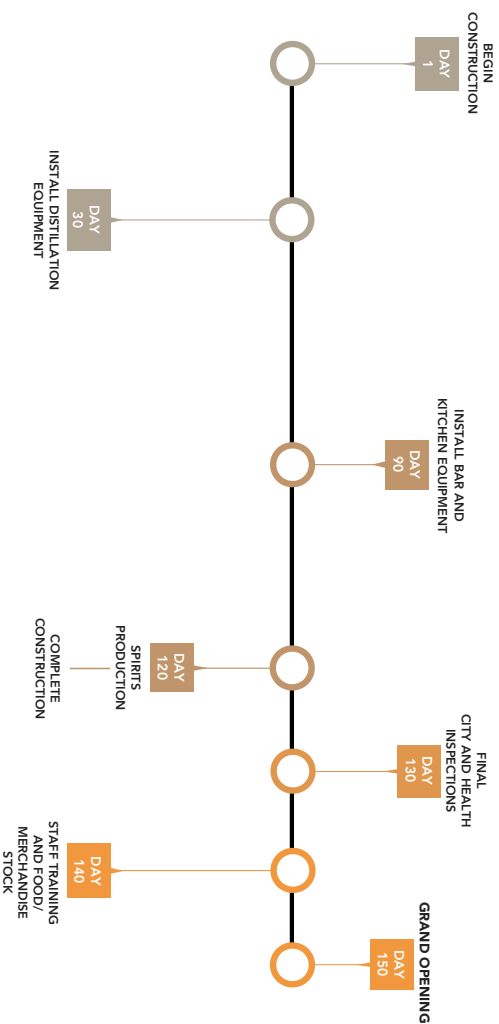 BEGIN
CONSTRUCTION
DAY
1
DAY
30
INSTALL DISTILLATION
EQUIPMENT
INSTALL BAR AND
KITCHEN EQUIPMENT
DAY
90
DAY
120
SPIRITS
PRODUCTION
COMPLETE
CONSTRUCTION
FINAL
CITY AND HEALTH
INSPECTIONS
DAY
130
DAY
140
STAFF TRAINING
AND FOOD/
MERCHANDISE
STOCK
GRAND OPENING
DAY
150